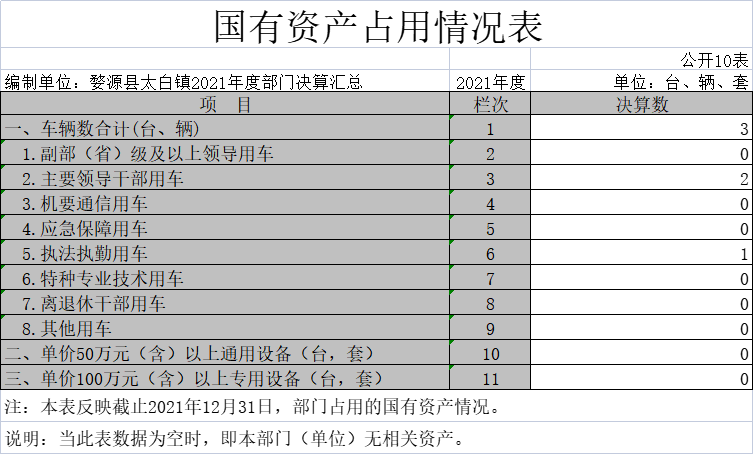 国有资产占用情况表
公开10表
编制单位：婺源县太白镇2021年度部门决算汇总 2021年度 单位：台、辆、套
项 目 栏次 决算数
一、车辆数合计(台、辆) 1 3
1.副部（省）级及以上领导用车 2 0
2.主要领导干部用车 3 2
3.机要通信用车 4 0
4.应急保障用车 5 0
5.执法执勤用车 6 1
6.特种专业技术用车 7 0
7.离退休干部用车 8 0
8.其他用车 9 0
二、单价50万元（含）以上通用设备（台，套） 10 0
三、单价100万元（含）以上专用设备（台，套） 11 0
注：本表反映截止2021年12月31日，部门占用的国有资产情况。
说明：当此表数据为空时，即本部门（单位）无相关资产。